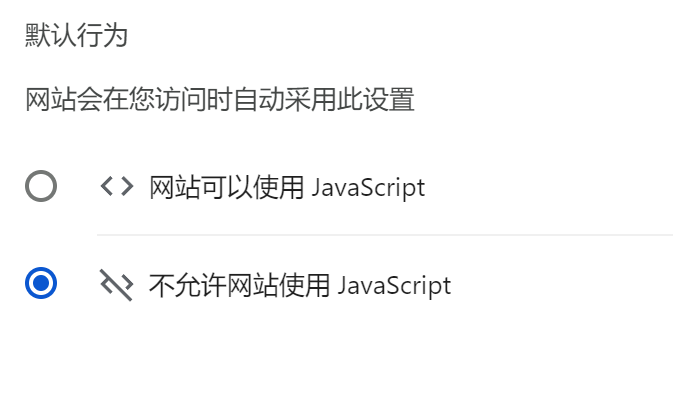 默认行为
网站会在您访问时自动采用此设置
网站可以使用 JavaScript
不允许网站使用 JavaScript